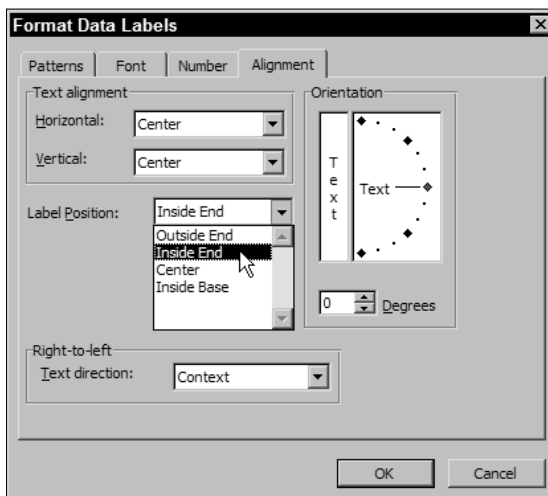 Format Data Labels
Patterns
Font
Number
Alignment
Text alignment
Horizontal:
Center
Vertical:
Center
Label Position:
Inside End
Outside End
Inside End
Center
Inside Base
Orientation
Text
Text
0
Degrees
Right-to-left
Text direction:
Context
OK
Cancel